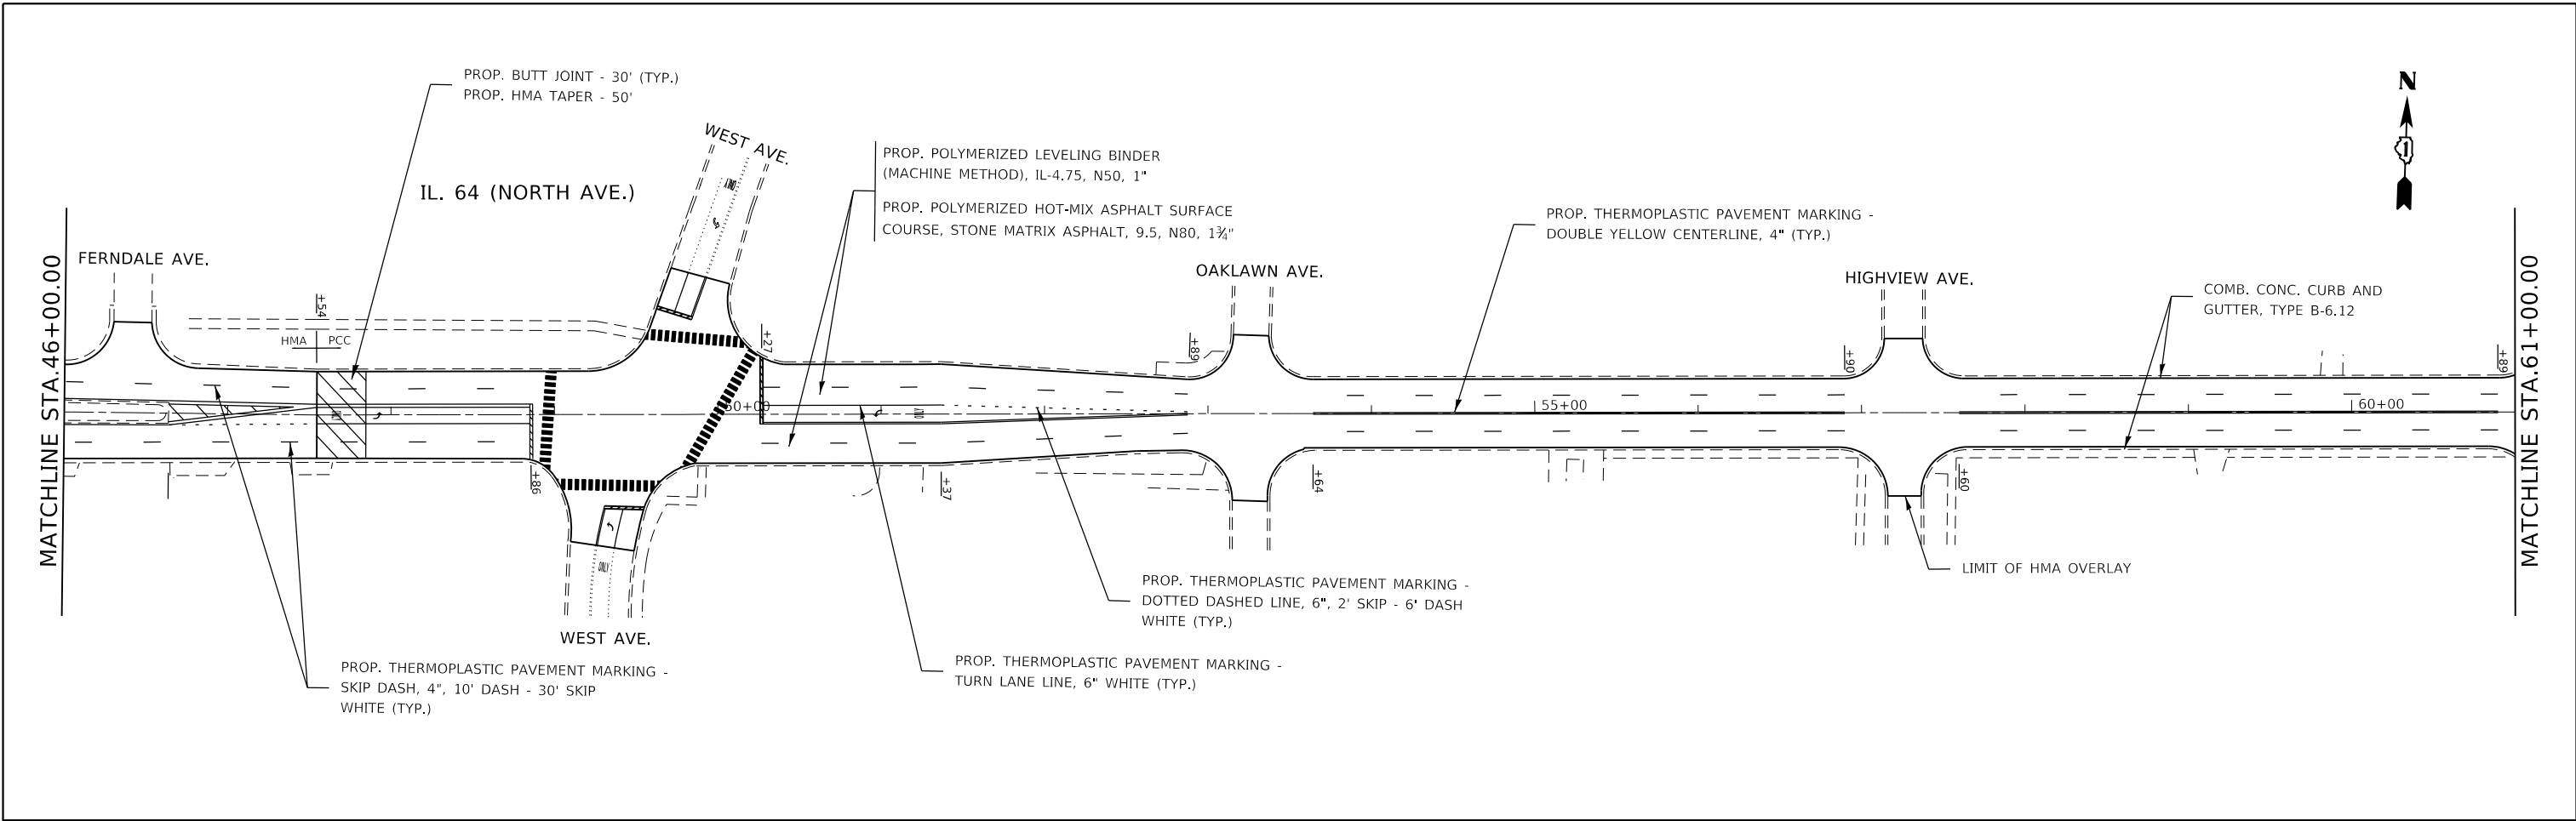 N
1
PROP. BUTT JOINT - 30' (TYP.)
PROP. HMA TAPER - 50'
WEST AVE.
IL. 64 (NORTH AVE.)
PROP. POLYMERIZED LEVELING BINDER
(MACHINE METHOD), IL-4.75, N50, 1"
PROP. POLYMERIZED HOT-MIX ASPHALT SURFACE
COURSE, STONE MATRIX ASPHALT, 9.5, N80, 1¾"
PROP. THERMOPLASTIC PAVEMENT MARKING -
DOUBLE YELLOW CENTERLINE, 4" (TYP.)
FERNDALE AVE.
OAKLAWN AVE.
HIGHVIEW AVE.
COMB. CONC. CURB AND
GUTTER, TYPE B-6.12
MATCHLINE STA.46+00.00
MATCHLINE STA.61+00.00
+54
HMA
PCC
+27
+89
+90
+89
50+00
55+00
60+00
+86
+37
+64
+60
ONLY
LIMIT OF HMA OVERLAY
WEST AVE.
PROP. THERMOPLASTIC PAVEMENT MARKING -
DOTTED DASHED LINE, 6", 2' SKIP - 6' DASH
WHITE (TYP.)
PROP. THERMOPLASTIC PAVEMENT MARKING -
TURN LANE LINE, 6" WHITE (TYP.)
PROP. THERMOPLASTIC PAVEMENT MARKING -
SKIP DASH, 4", 10' DASH - 30' SKIP
WHITE (TYP.)